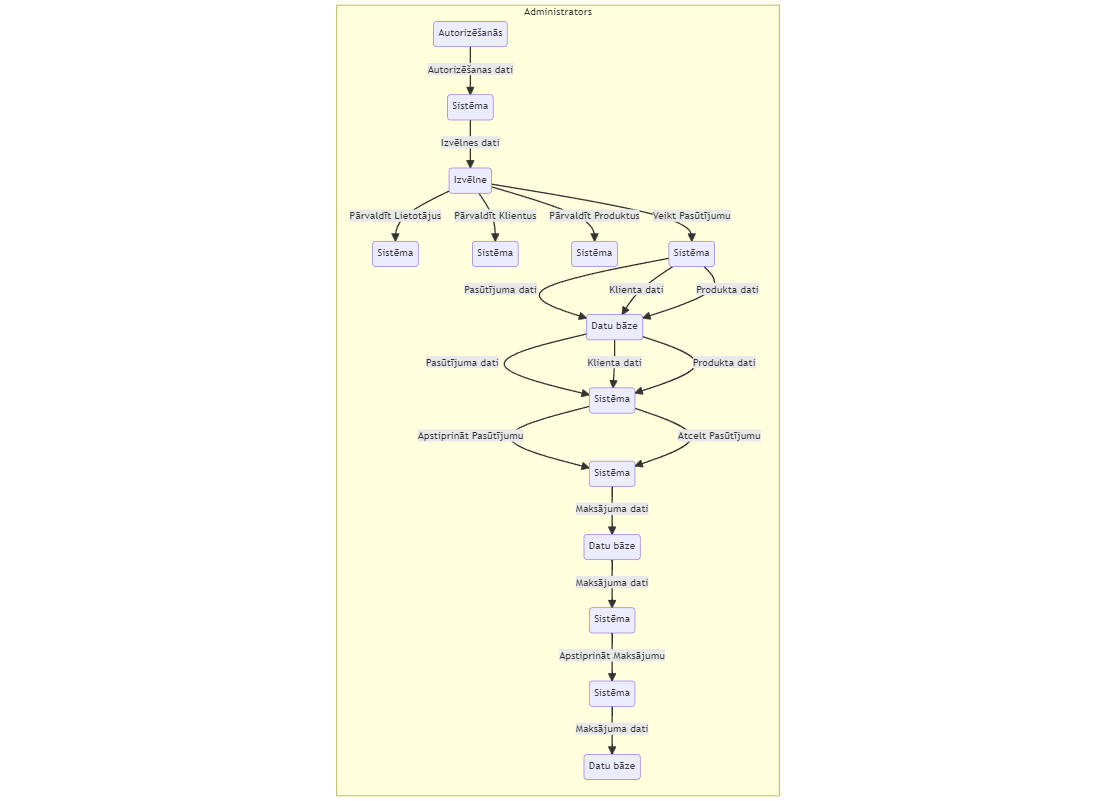 Administrators
Autorizēšanās
Autorizēšanas dati
Sistēma
Izvēlnes dati
Izvēlne
Pārvaldīt Lietotājus
Pārvaldīt Klientus
Pārvaldīt Produktus
Veikt Pasūtījumu
Sistēma
Sistēma
Sistēma
Sistēma
Pasūtījuma dati
Klienta dati
Produkta dati
Datu bāze
Pasūtījuma dati
Klienta dati
Produkta dati
Sistēma
Apstiprināt Pasūtījumu
Atcelt Pasūtījumu
Sistēma
Maksājuma dati
Datu bāze
Maksājuma dati
Sistēma
Apstiprināt Maksājumu
Sistēma
Maksājuma dati
Datu bāze